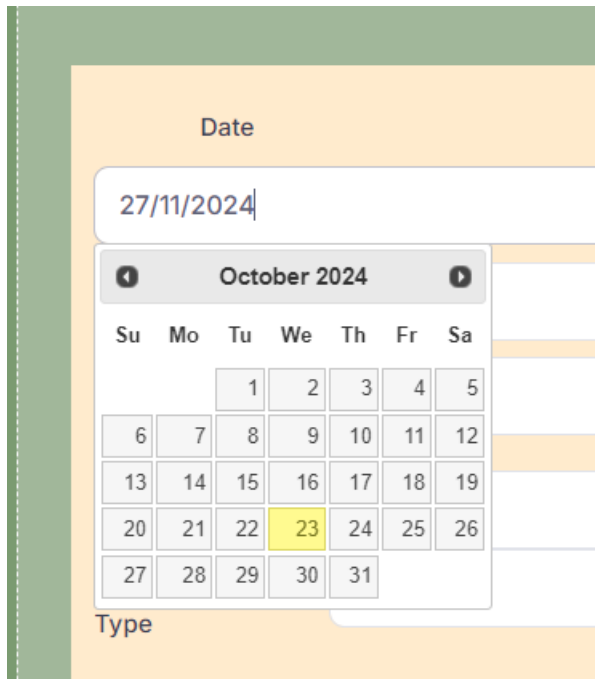 Date
27/11/2024
October 2024
Su Mo Tu We Th Fr Sa
1 2 3 4 5
6 7 8 9 10 11 12
13 14 15 16 17 18 19
20 21 22 23 24 25 26
27 28 29 30 31
Type